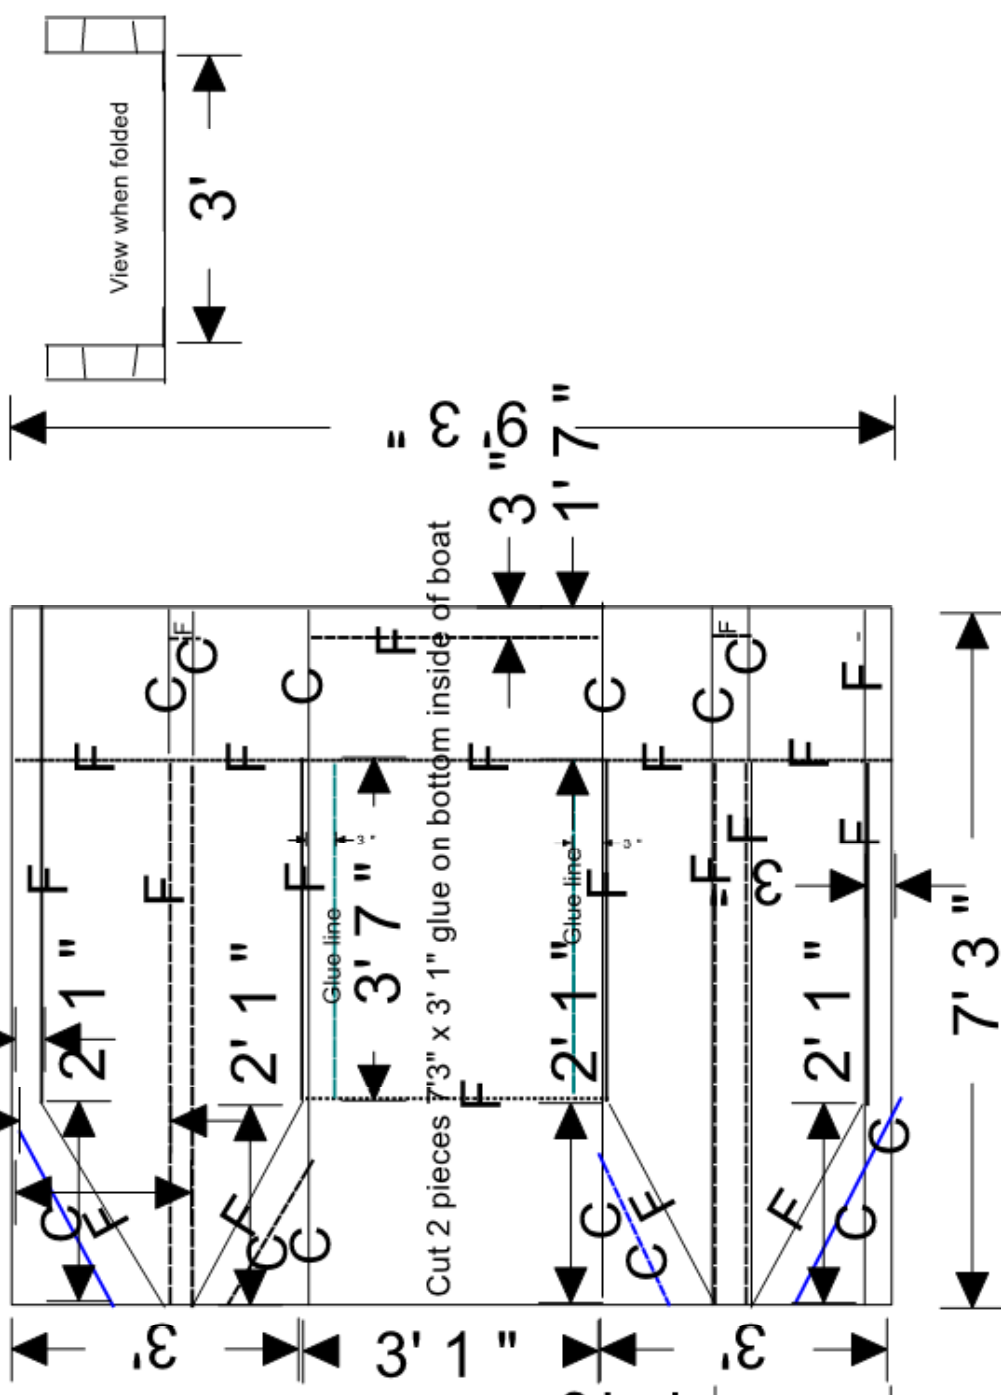 View when folded
3'
9' 3 "
3 "
1' 7 "
Cut 2 pieces 7'3" x 3' 1" glue on bottom inside of boat
F
C
C
C
F
C
C
F
C
F -
F
F
F
F
F
F
F
F
F
F
F
F
3 "
3 "
3 "
Glue line
Glue line
3' 7 "
2' 1 "
2' 1 "
2' 1 "
2' 1 "
7' 3 "
F
C
F
F
C
C
C
C
F
F
C
C
3'
3' 1 "
3'